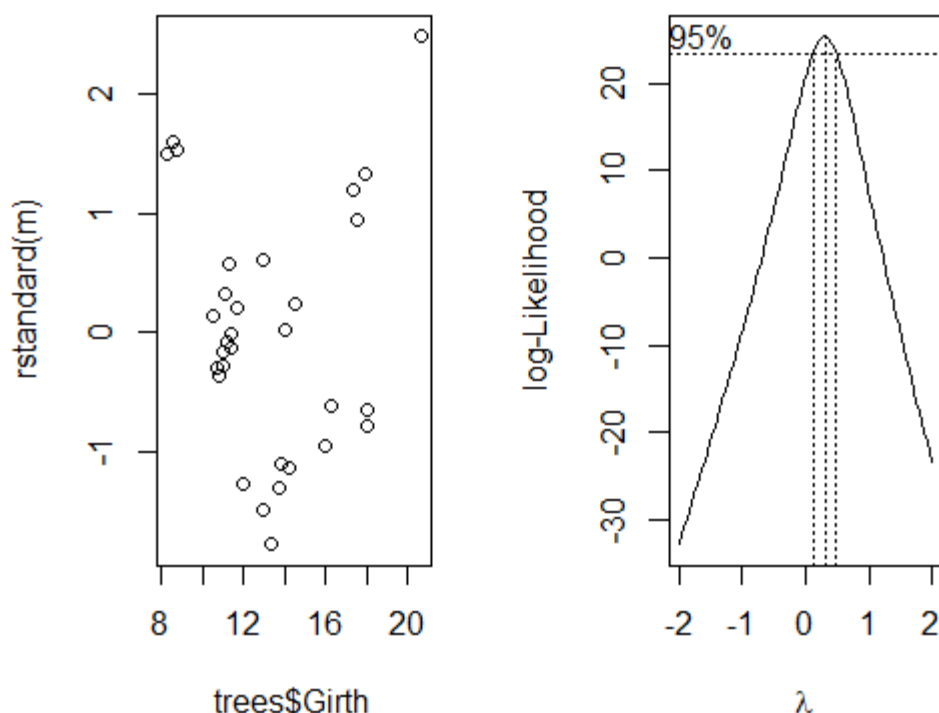 rstandard(m)
2
1
0
-1
8 12 16 20
trees$Girth
log-Likelihood
95%
20
10
0
-10
-20
-30
-2 -1 0 1 2
λ